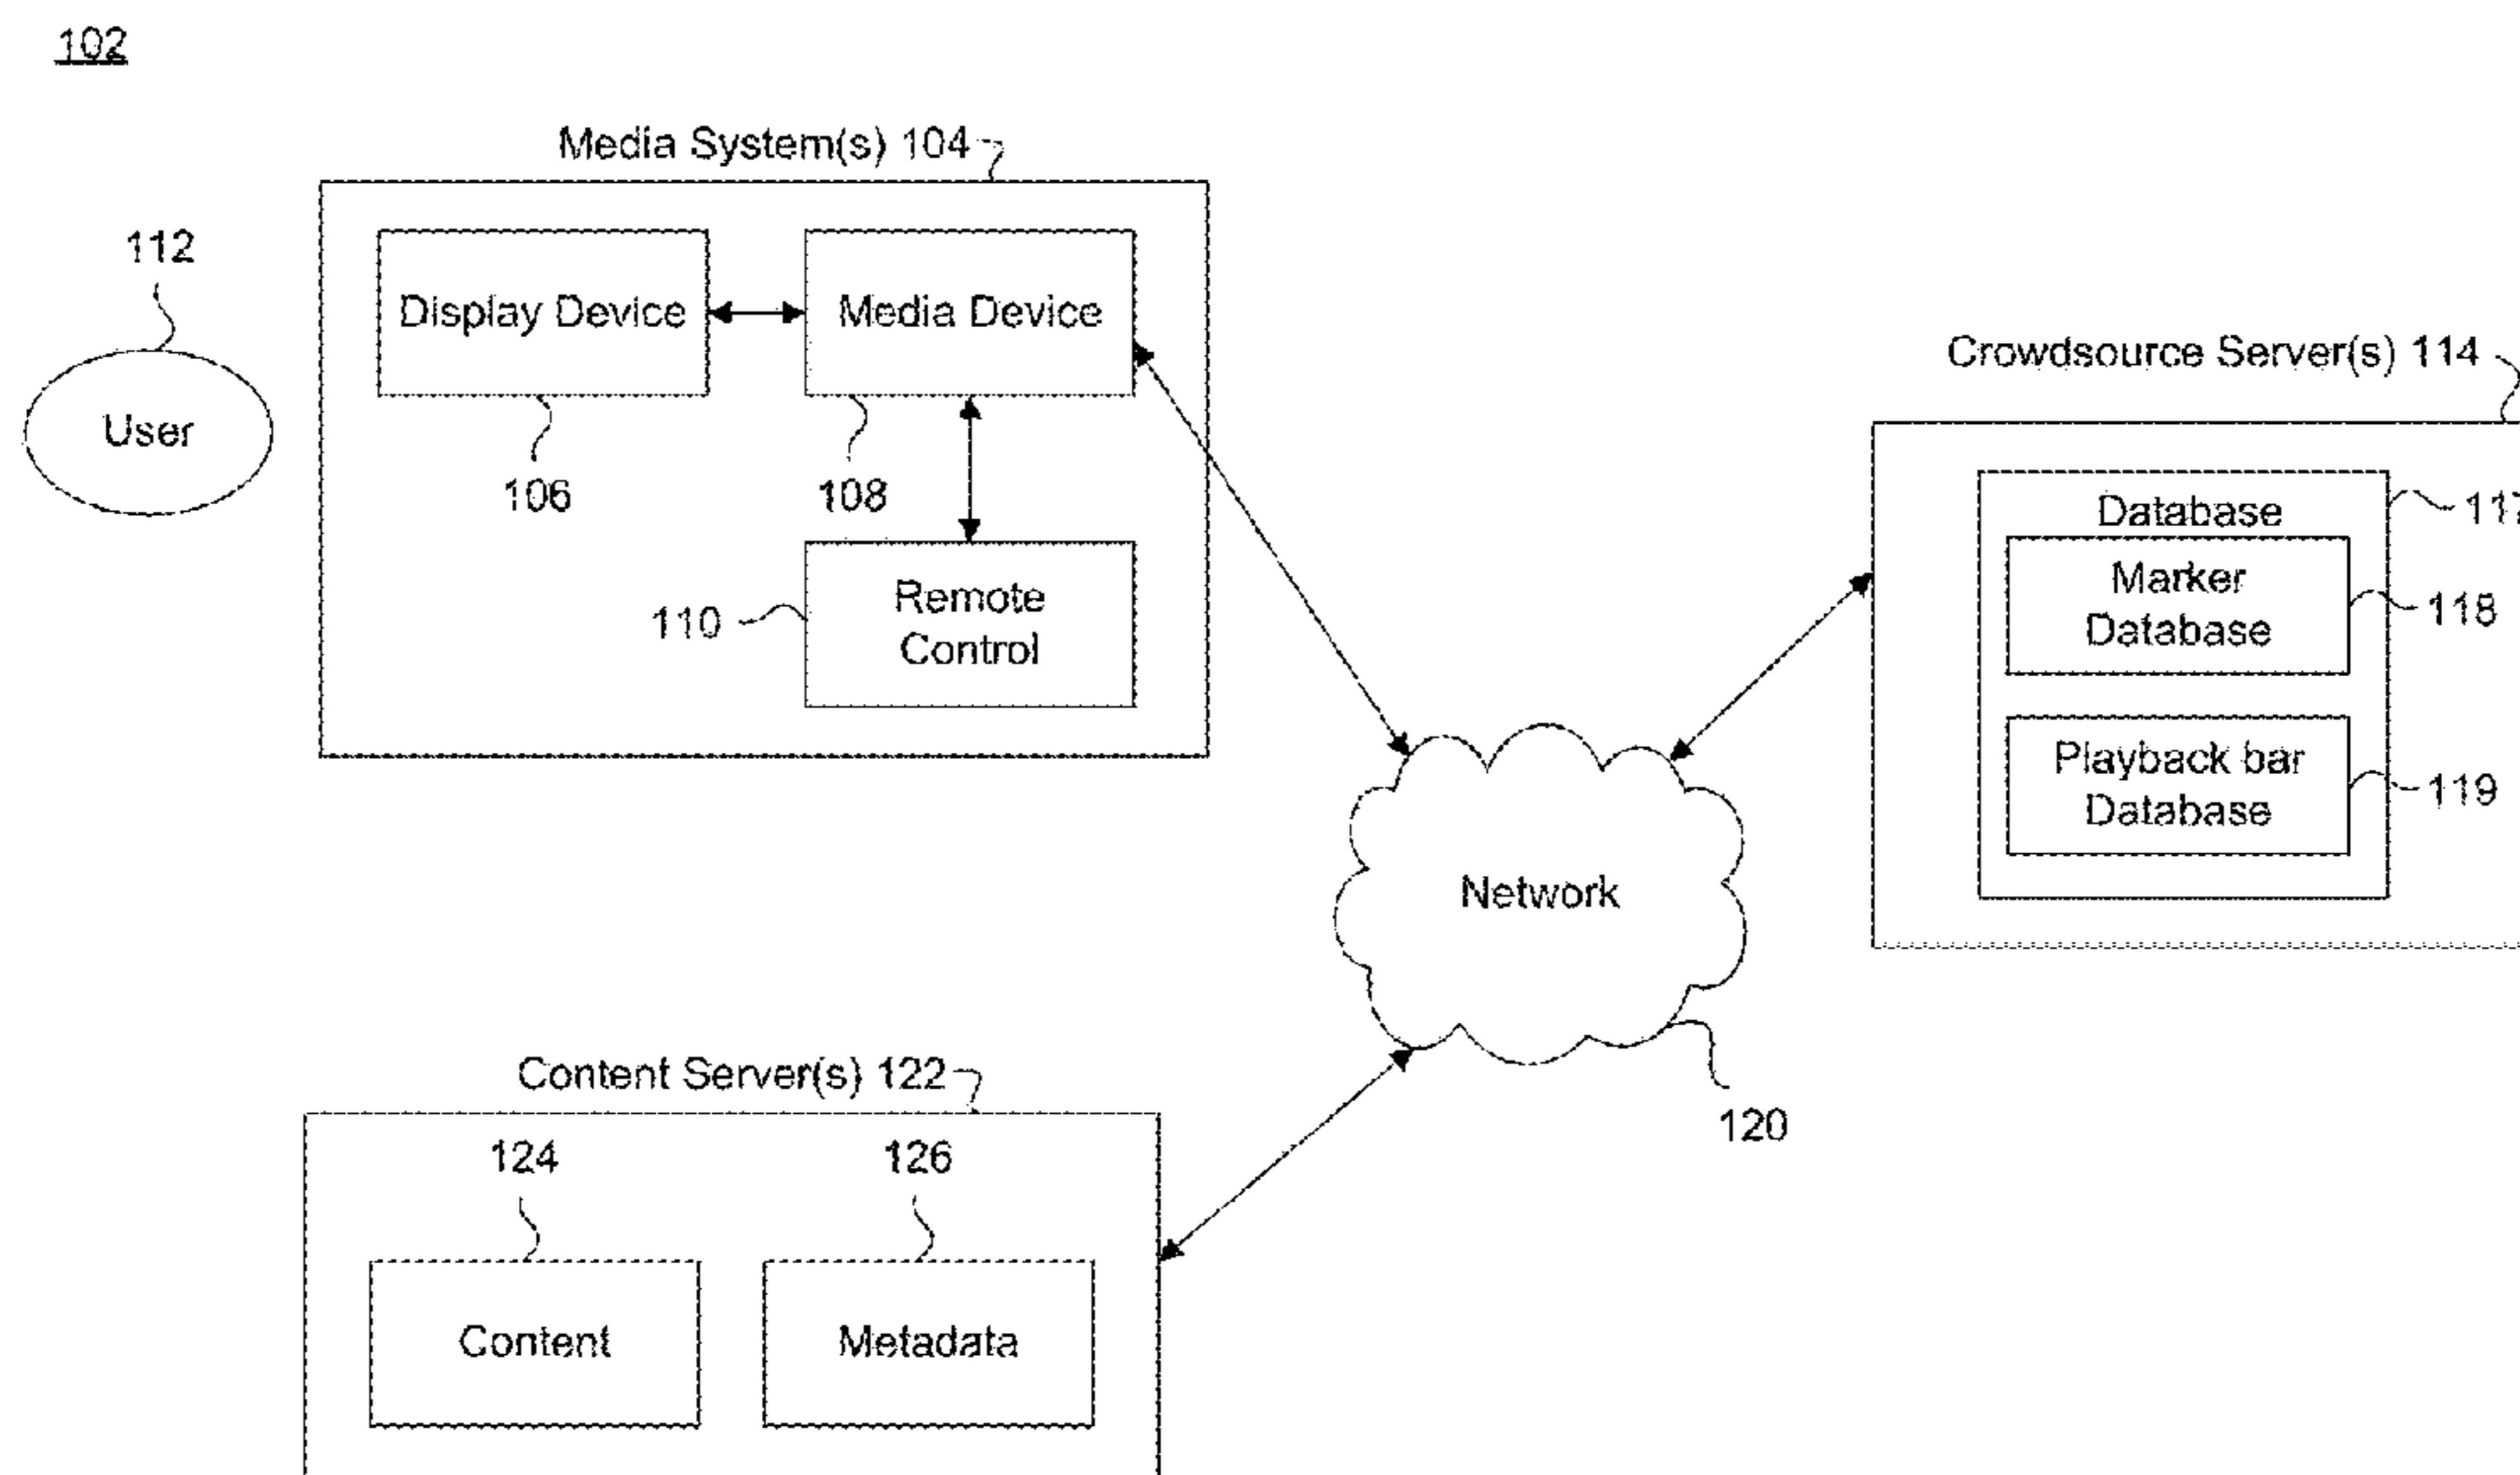 102
Media System(s) 104
112
Display Device
Media Device
User
106
108
110
Remote
Control
Crowdsource Server(s) 114
Database
Marker
Database
118
Playback bar
Database
119
Network
120
Content Server(s) 122
124
126
Content
Metadata